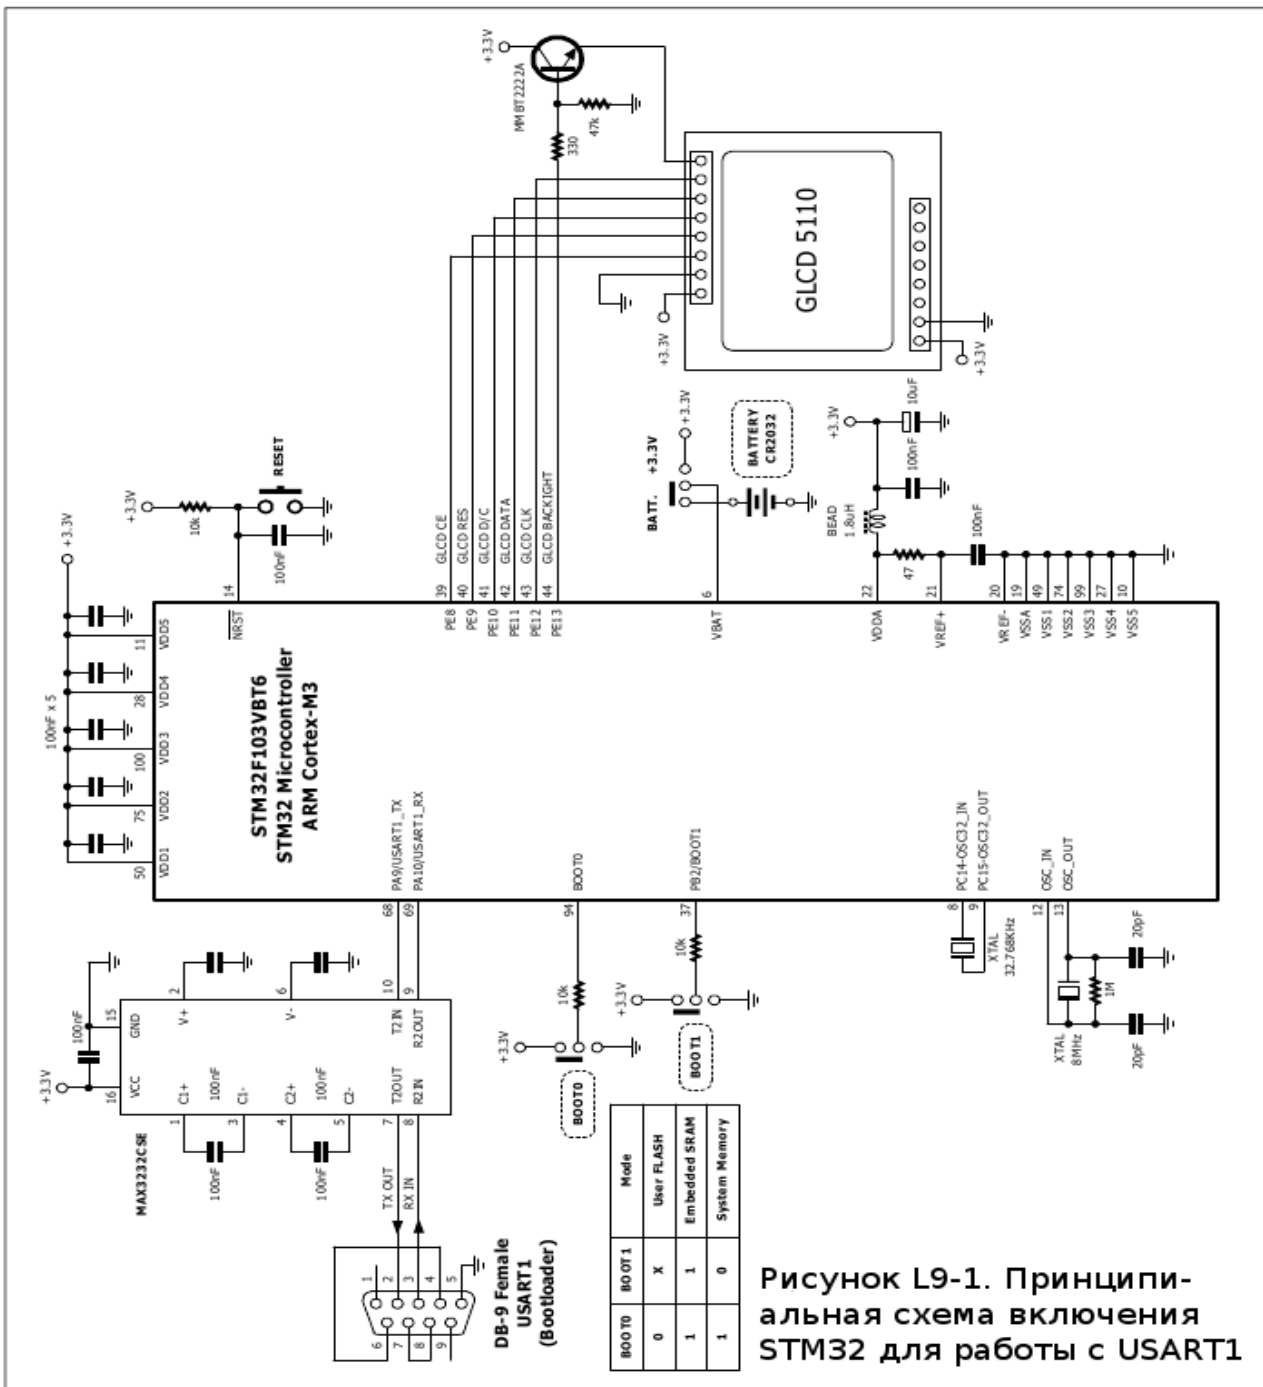 +3.3V
MMBT2222A
47k
330
GLCD 5110
+3.3V
+3.3V
GLCD CE
GLCD RES
GLCD D/C
GLCD DATA
GLCD CLK
GLCD BACKIGHT
39
40
41
42
43
44
PE8
PE9
PE10
PE11
PE12
PE13
+3.3V
10k
RESET
100nF
14
NRST
+3.3V
100nF x 5
11
VDD5
28
VDD4
100
VDD3
75
VDD2
50
VDD1
BATT.
+3.3V
+3.3V
BATTERY
CR2032
6
VBAT
+3.3V
10uF
100nF
BEAD
1.8uH
47
100nF
22
21
20
19
49
74
99
27
10
VDDA
VREF+
VREF-
VSSA
VSS1
VSS2
VSS3
VSS4
VSS5
STM32F103VBT6
STM32 Microcontroller
ARM Cortex-M3
PA9/USART1_TX
PA10/USART1_RX
68
69
BOOT0
94
PB2/BOOT1
37
PC14-OSC32_IN
PC15-OSC32_OUT
8
9
OSC_IN
OSC_OUT
12
13
XTAL
32.768KHz
XTAL
8MHz
1M
20pF
20pF
10k
+3.3V
BOOT0
10k
+3.3V
BOOT1
+3.3V
100nF
16
VCC
15
GND
2
V+
6
V-
10
T2IN
9
R2OUT
1
C1+
3
C1-
100nF
4
C2+
5
C2-
100nF
7
T2OUT
8
R2IN
100nF
100nF
MAX3232CSE
TX OUT
RX IN
1
2
3
4
5
6
7
8
9
DB-9 Female
USART1
(Bootloader)
BOOT0 BOOT1 Mode
0 X User FLASH
1 1 Embedded SRAM
1 0 System Memory
Рисунок L9-1. Принципи-
альная схема включения
STM32 для работы с USART1